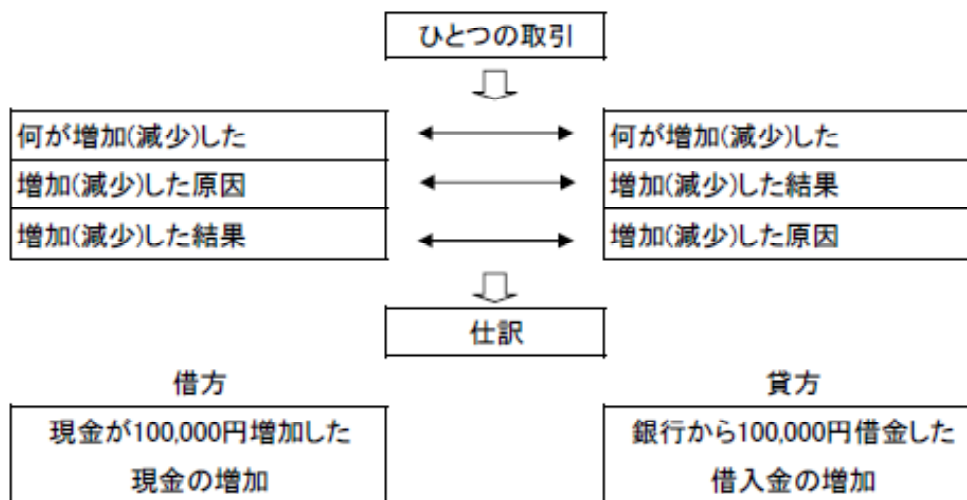 ひとつの取引
何が増加(減少)した
何が増加(減少)した
増加(減少)した原因
増加(減少)した結果
増加(減少)した結果
増加(減少)した原因
仕訳
借方
貸方
現金が100,000円増加した
銀行から100,000円借金した
現金の増加
借入金の増加